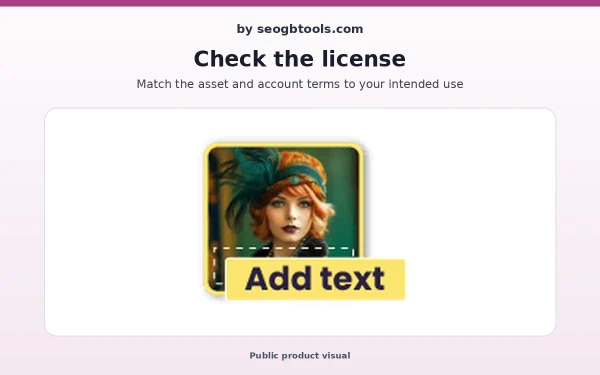 by seogbtools.com
Check the license
Match the asset and account terms to your intended use
Add text
Public product visual